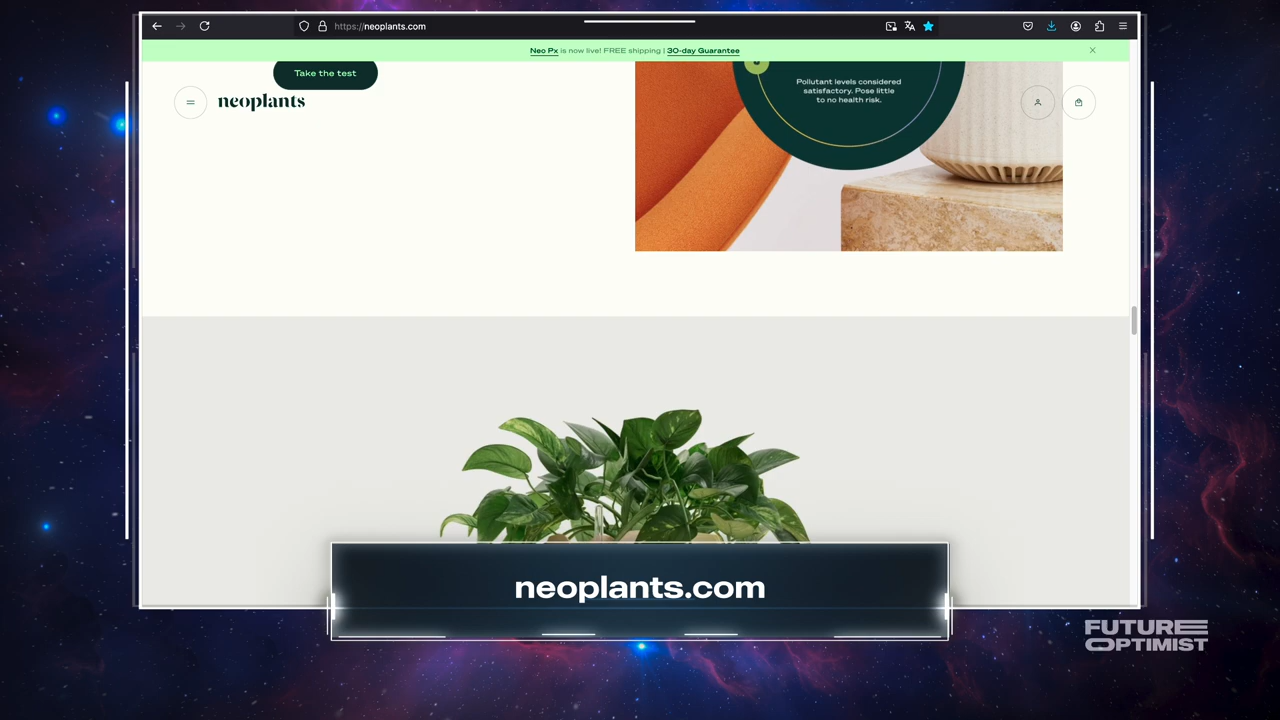 https://neoplants.com
Neo Px is now live! FREE shipping | 30-day Guarantee
Take the test
neoplants
Pollutant levels considered
satisfactory. Pose little
to no health risk.
neoplants.com
FUTURE
OPTIMIST